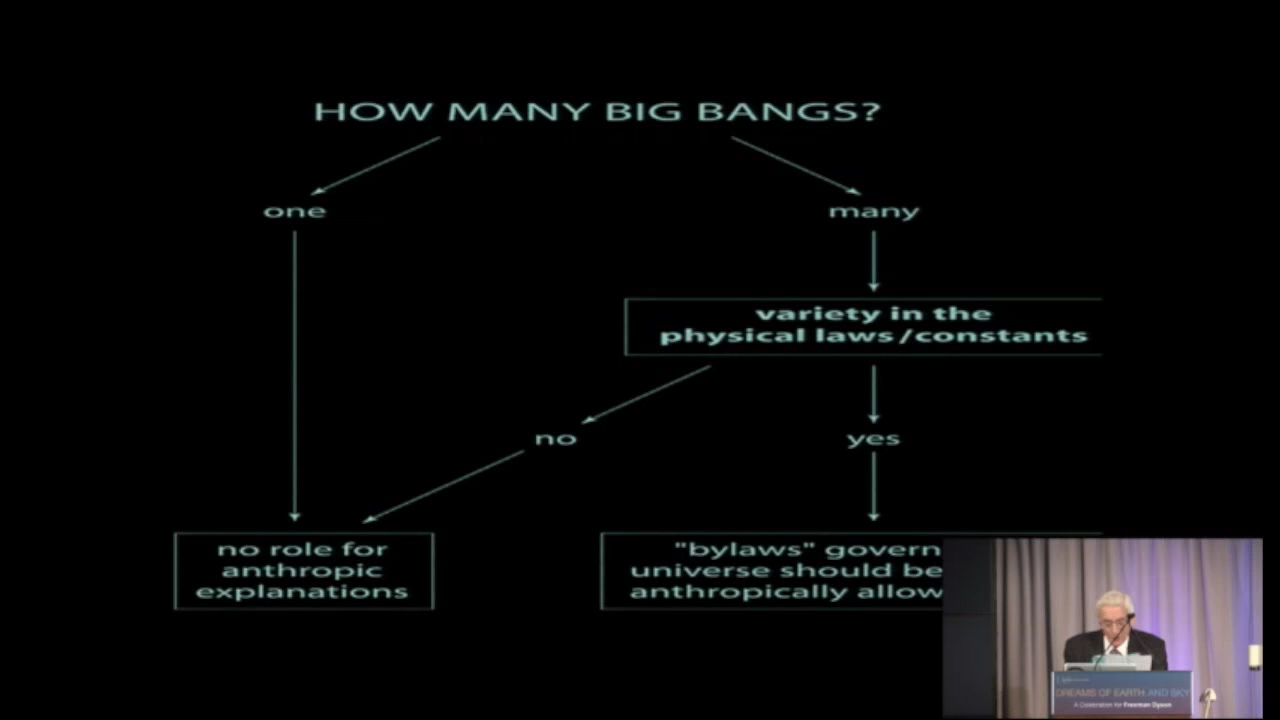 HOW MANY BIG BANGS?
one
many
variety in the
physical laws/constants
no
yes
no role for
anthropic
explanations
"bylaws" govern
universe should be
anthropically allow
DREAMS OF EARTH AND SKY
A Celebration for Freeman Dyson